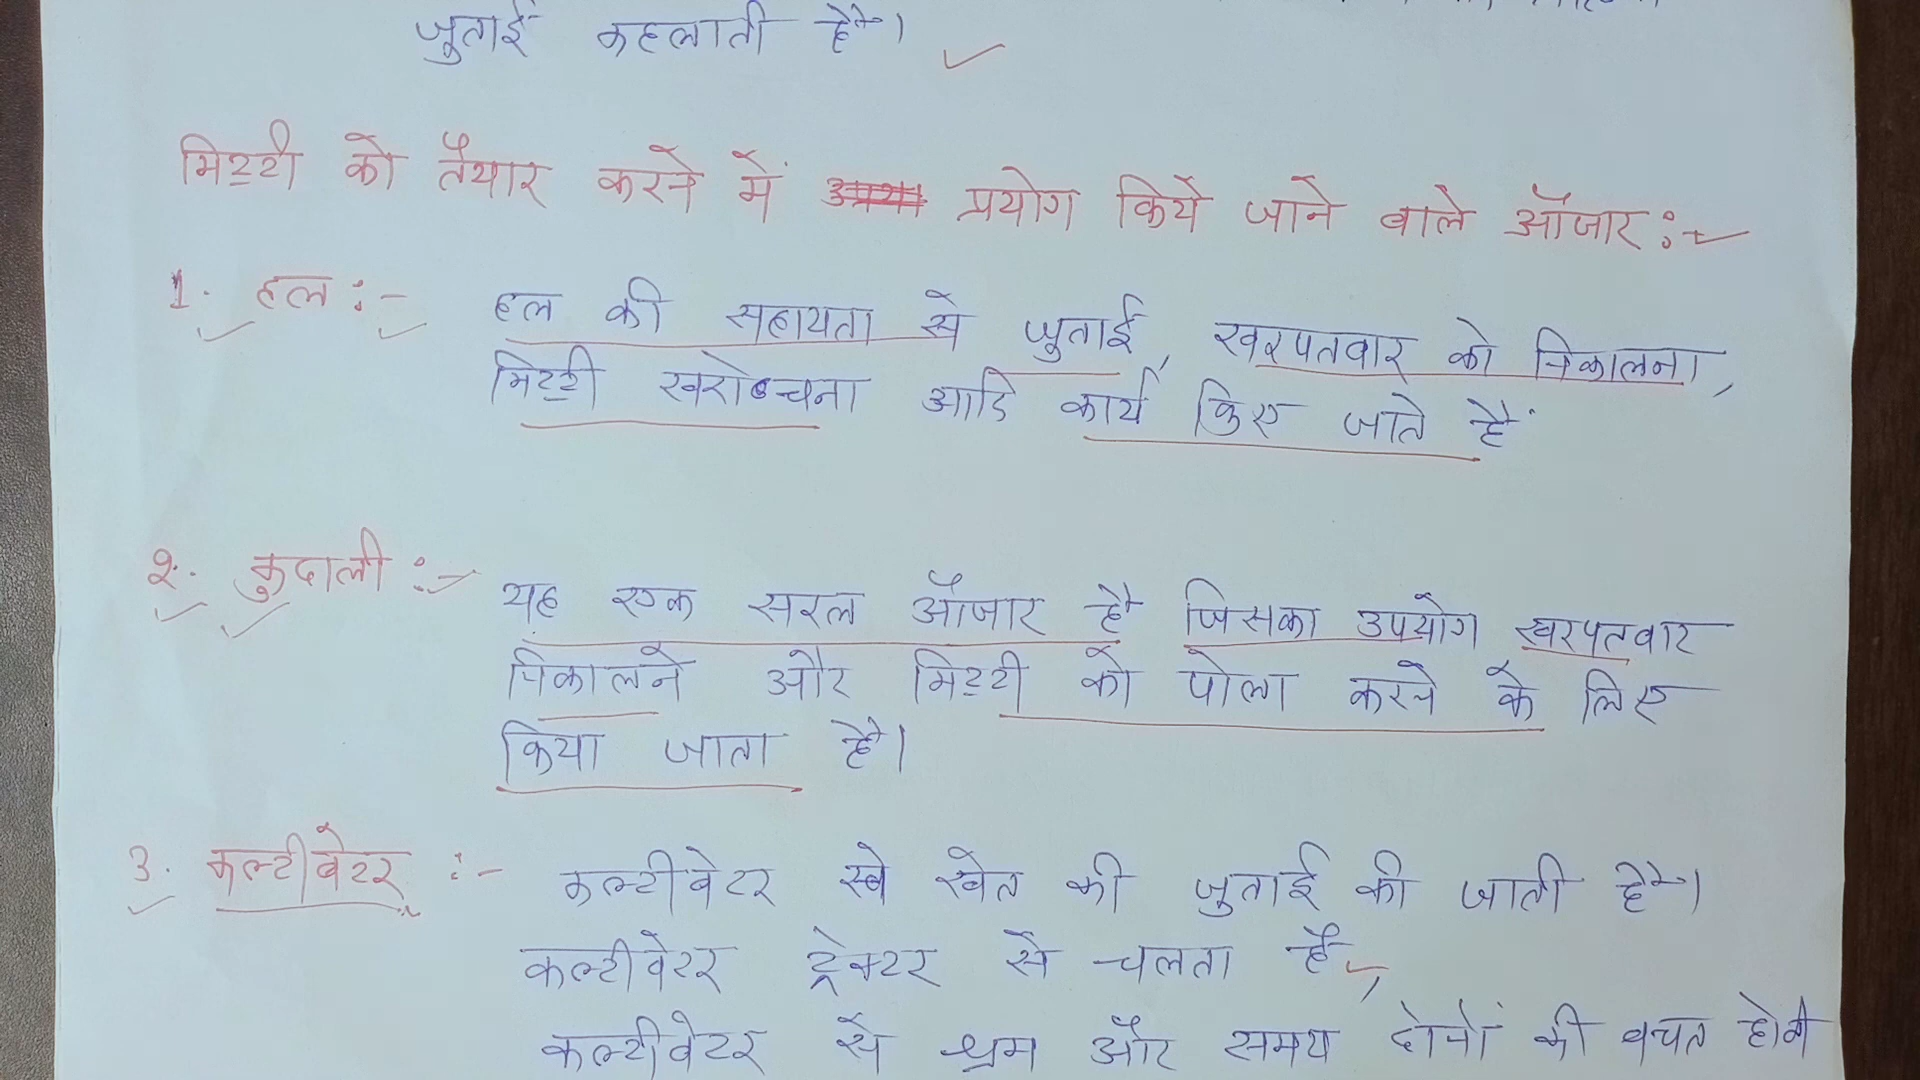 जुताई कहलाती है।
मिट्टी को तैयार करने में प्रयोग किये जाने वाले औजार :-
1. हल :- हल की सहायता से जुताई, खरपतवार को निकालना,
मिट्टी खरोंचना आदि कार्य किए जाते है
2. कुदाली :- यह एक सरल औजार है जिसका उपयोग खरपतवार
निकालने और मिट्टी को पोला करने के लिए
किया जाता है।
3. कल्टीवेटर :- कल्टीवेटर से खेत की जुताई की जाती है।
कल्टीवेटर ट्रेक्टर से चलता है,
कल्टीवेटर से श्रम और समय दोनों की बचत होती